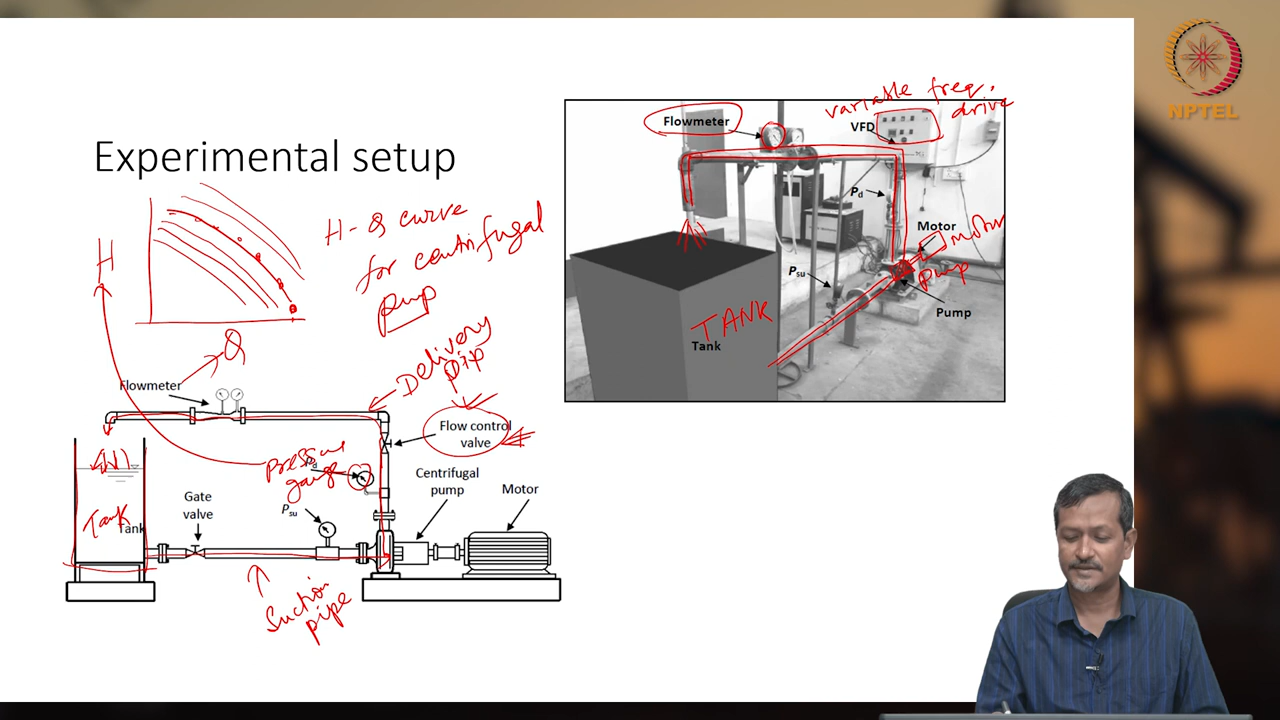 NPTEL
Experimental setup
H
Q
H-Q curve
for centrifugal
pump
Flowmeter
Delivery
pip
Flow control
valve
Pressure
gauge
Centrifugal
pump
Motor
Gate
valve
Psu
Tank
Tank
Suction
pipe
variable freq.
drive
Flowmeter
VFD
Pd
Motor
motor
pump
Psu
Pump
TANK
Tank